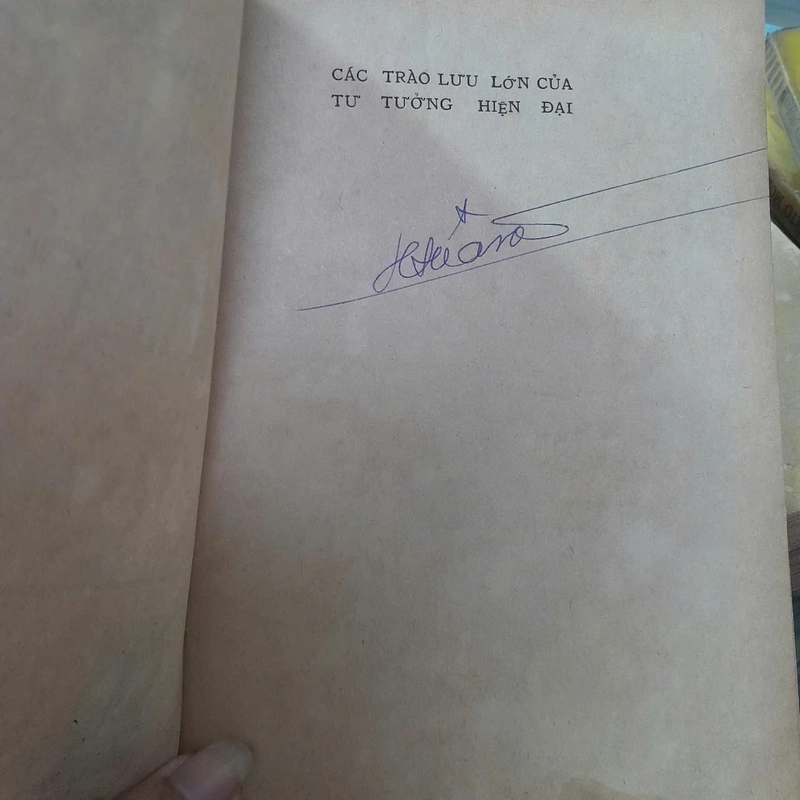 CÁC TRÀO LƯU LỚN CỦA
TƯ TƯỞNG HIỆN ĐẠI